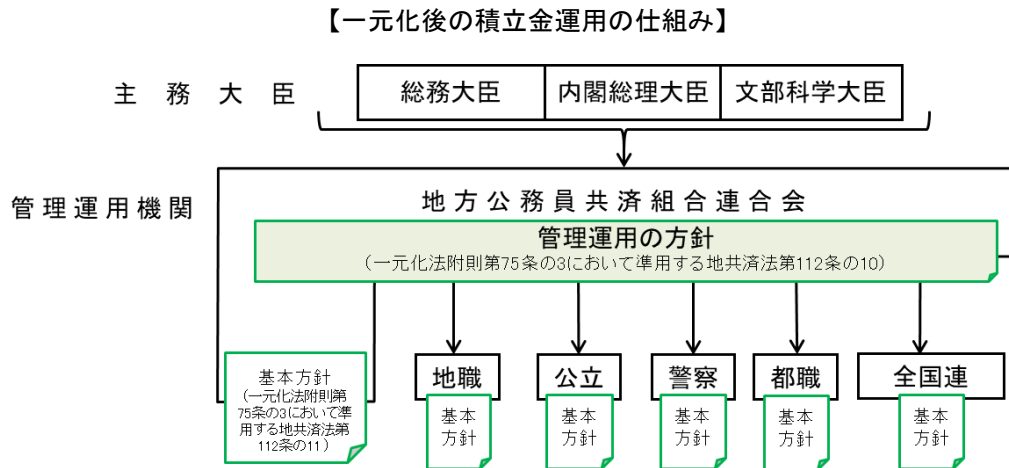 【一元化後の積立金運用の仕組み】
主務大臣
総務大臣
内閣総理大臣
文部科学大臣
管理運用機関
地方公務員共済組合連合会
管理運用の方針
(一元化法附則第75条の3において準用する地共済法第112条の10)
基本方針
(一元化法附則第
75条の3において準
用する地共済法第
112条の11)
地職
公立
警察
都職
全国連
基本
方針
基本
方針
基本
方針
基本
方針
基本
方針